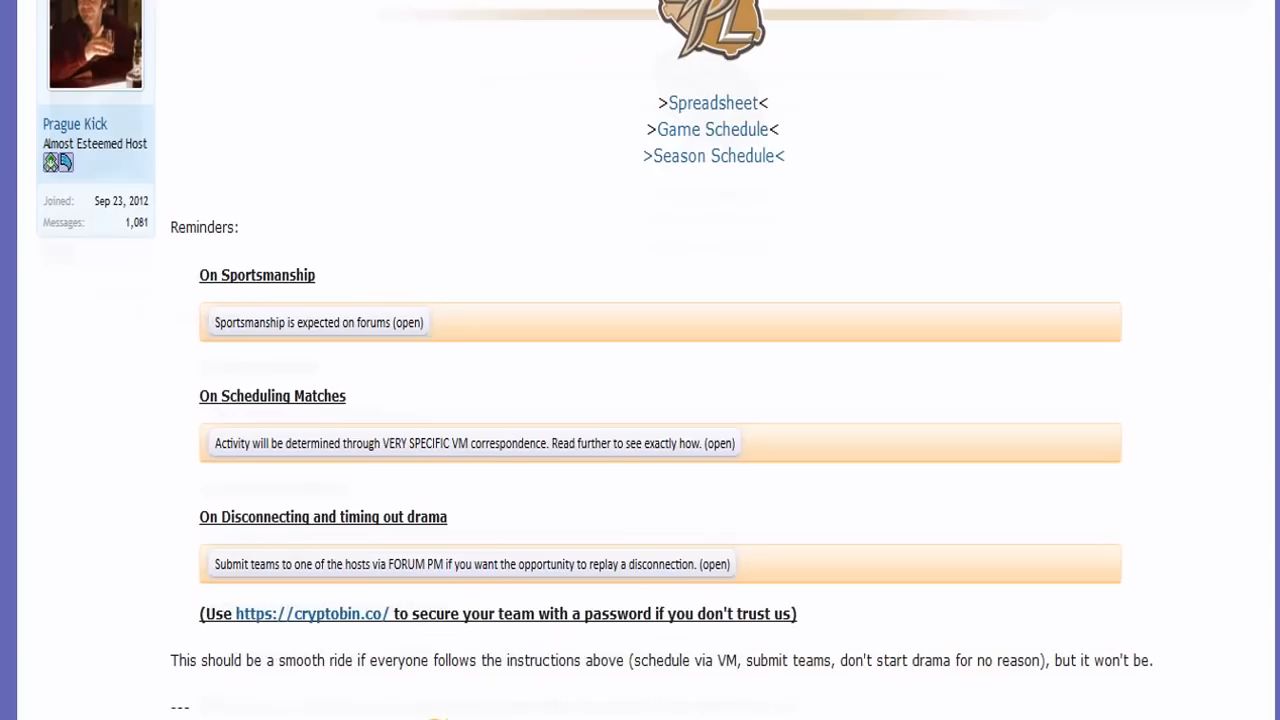 >Spreadsheet<
>Game Schedule<
>Season Schedule<
Prague Kick
Almost Esteemed Host
Joined: Sep 23, 2012
Messages: 1,081
Reminders:
On Sportsmanship
Sportsmanship is expected on forums (open)
On Scheduling Matches
Activity will be determined through VERY SPECIFIC VM correspondence. Read further to see exactly how. (open)
On Disconnecting and timing out drama
Submit teams to one of the hosts via FORUM PM if you want the opportunity to replay a disconnection. (open)
(Use https://cryptobin.co/ to secure your team with a password if you don't trust us)
This should be a smooth ride if everyone follows the instructions above (schedule via VM, submit teams, don't start drama for no reason), but it won't be.
---